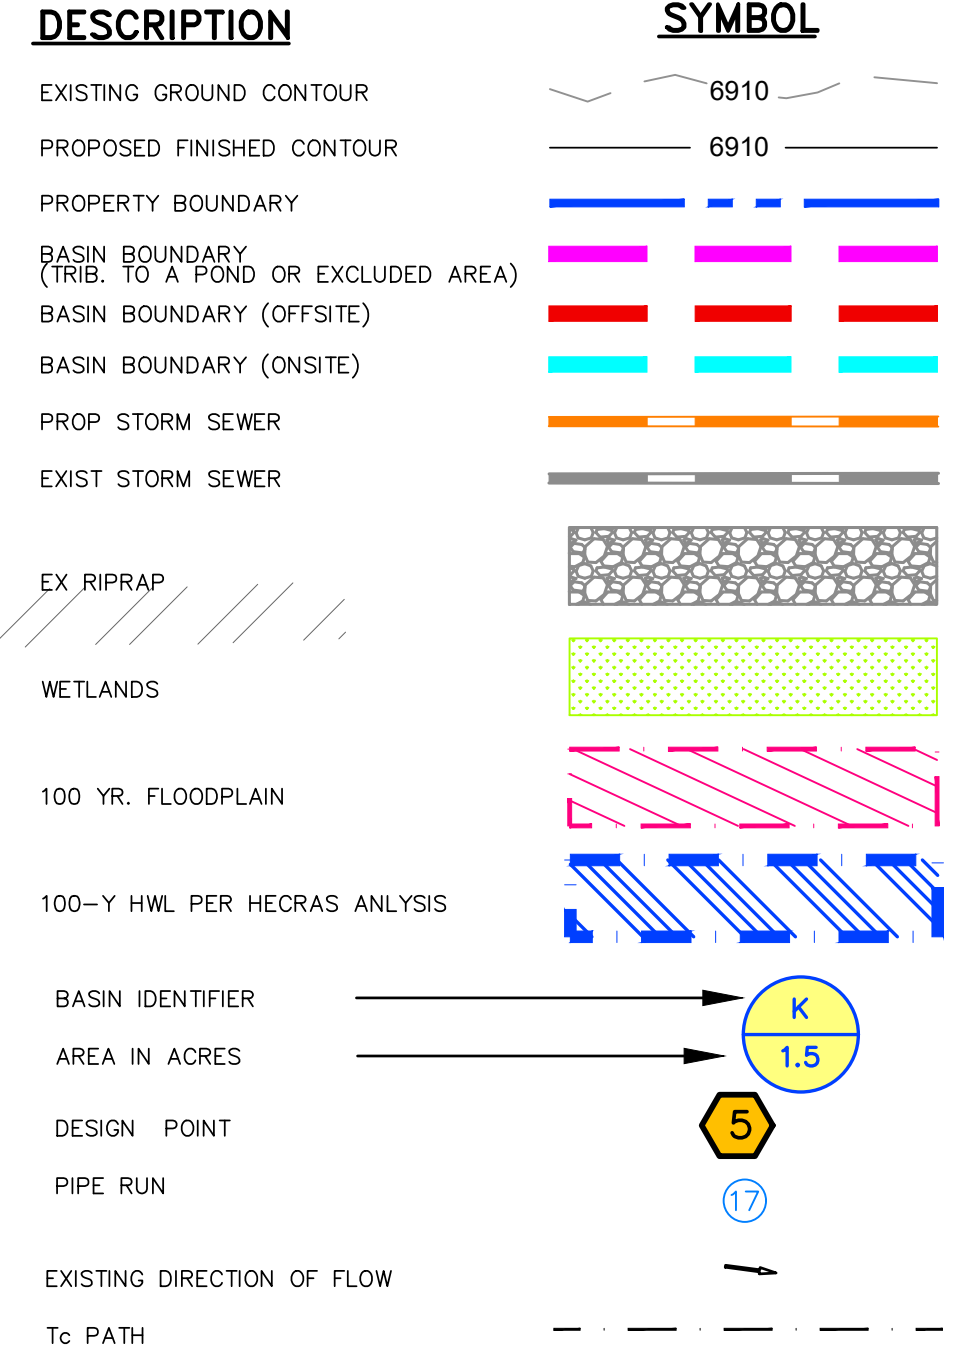 DESCRIPTION SYMBOL
EXISTING GROUND CONTOUR 6910
PROPOSED FINISHED CONTOUR 6910
PROPERTY BOUNDARY
BASIN BOUNDARY
(TRIB. TO A POND OR EXCLUDED AREA)
BASIN BOUNDARY (OFFSITE)
BASIN BOUNDARY (ONSITE)
PROP STORM SEWER
EXIST STORM SEWER
EX RIPRAP
WETLANDS
100 YR. FLOODPLAIN
100-Y HWL PER HECRAS ANLYSIS
BASIN IDENTIFIER K
AREA IN ACRES 1.5
DESIGN POINT 5
PIPE RUN 17
EXISTING DIRECTION OF FLOW
Tc PATH